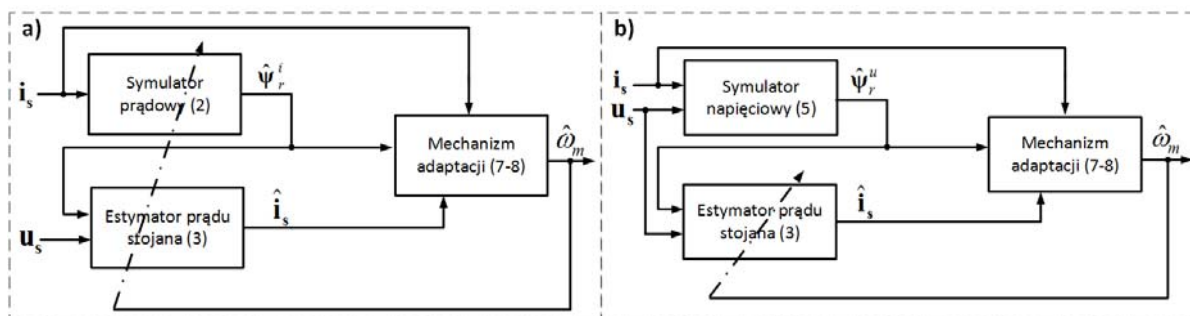 a)
i_s
Symulator
prądowy (2)
ψ̂_r^i
Mechanizm
adaptacji (7-8)
ω̂_m
u_s
Estymator prądu
stojana (3)
î_s
b)
i_s
u_s
Symulator
napięciowy (5)
ψ̂_r^u
Mechanizm
adaptacji (7-8)
ω̂_m
Estymator prądu
stojana (3)
î_s